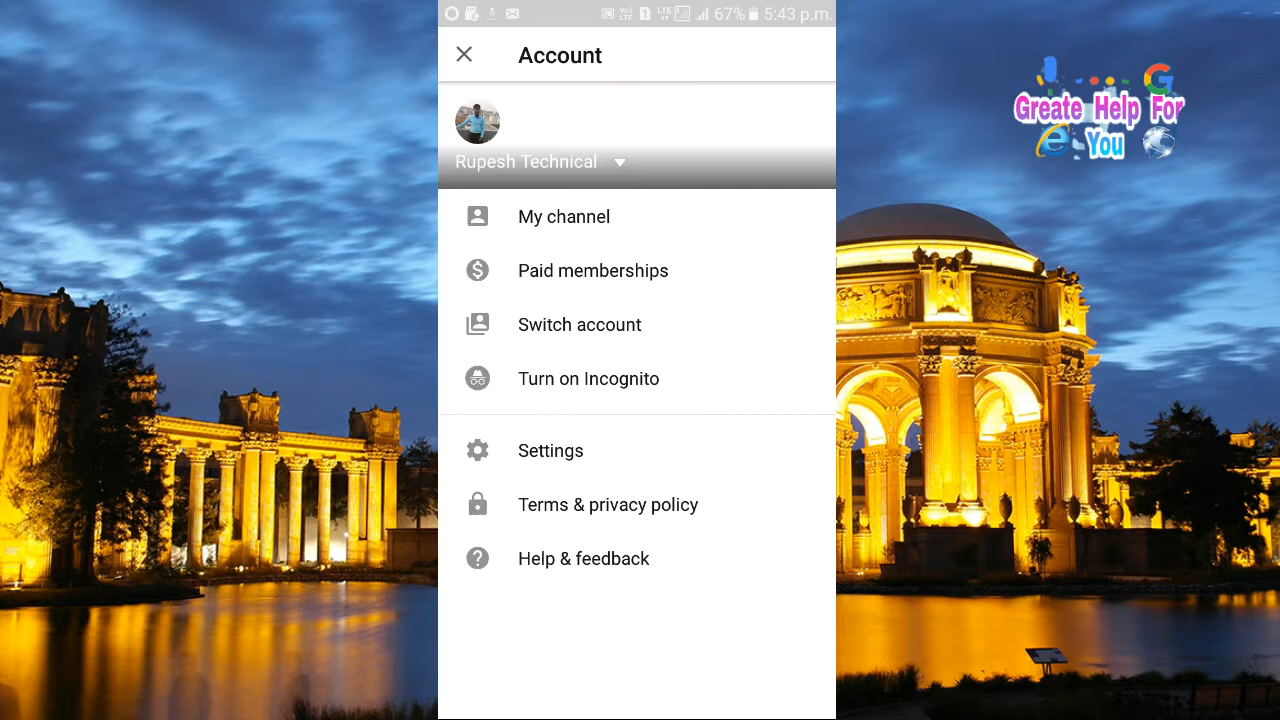 67% 5:43 p.m.
Account
Rupesh Technical
My channel
Paid memberships
Switch account
Turn on Incognito
Settings
Terms & privacy policy
Help & feedback
Greate Help For
You